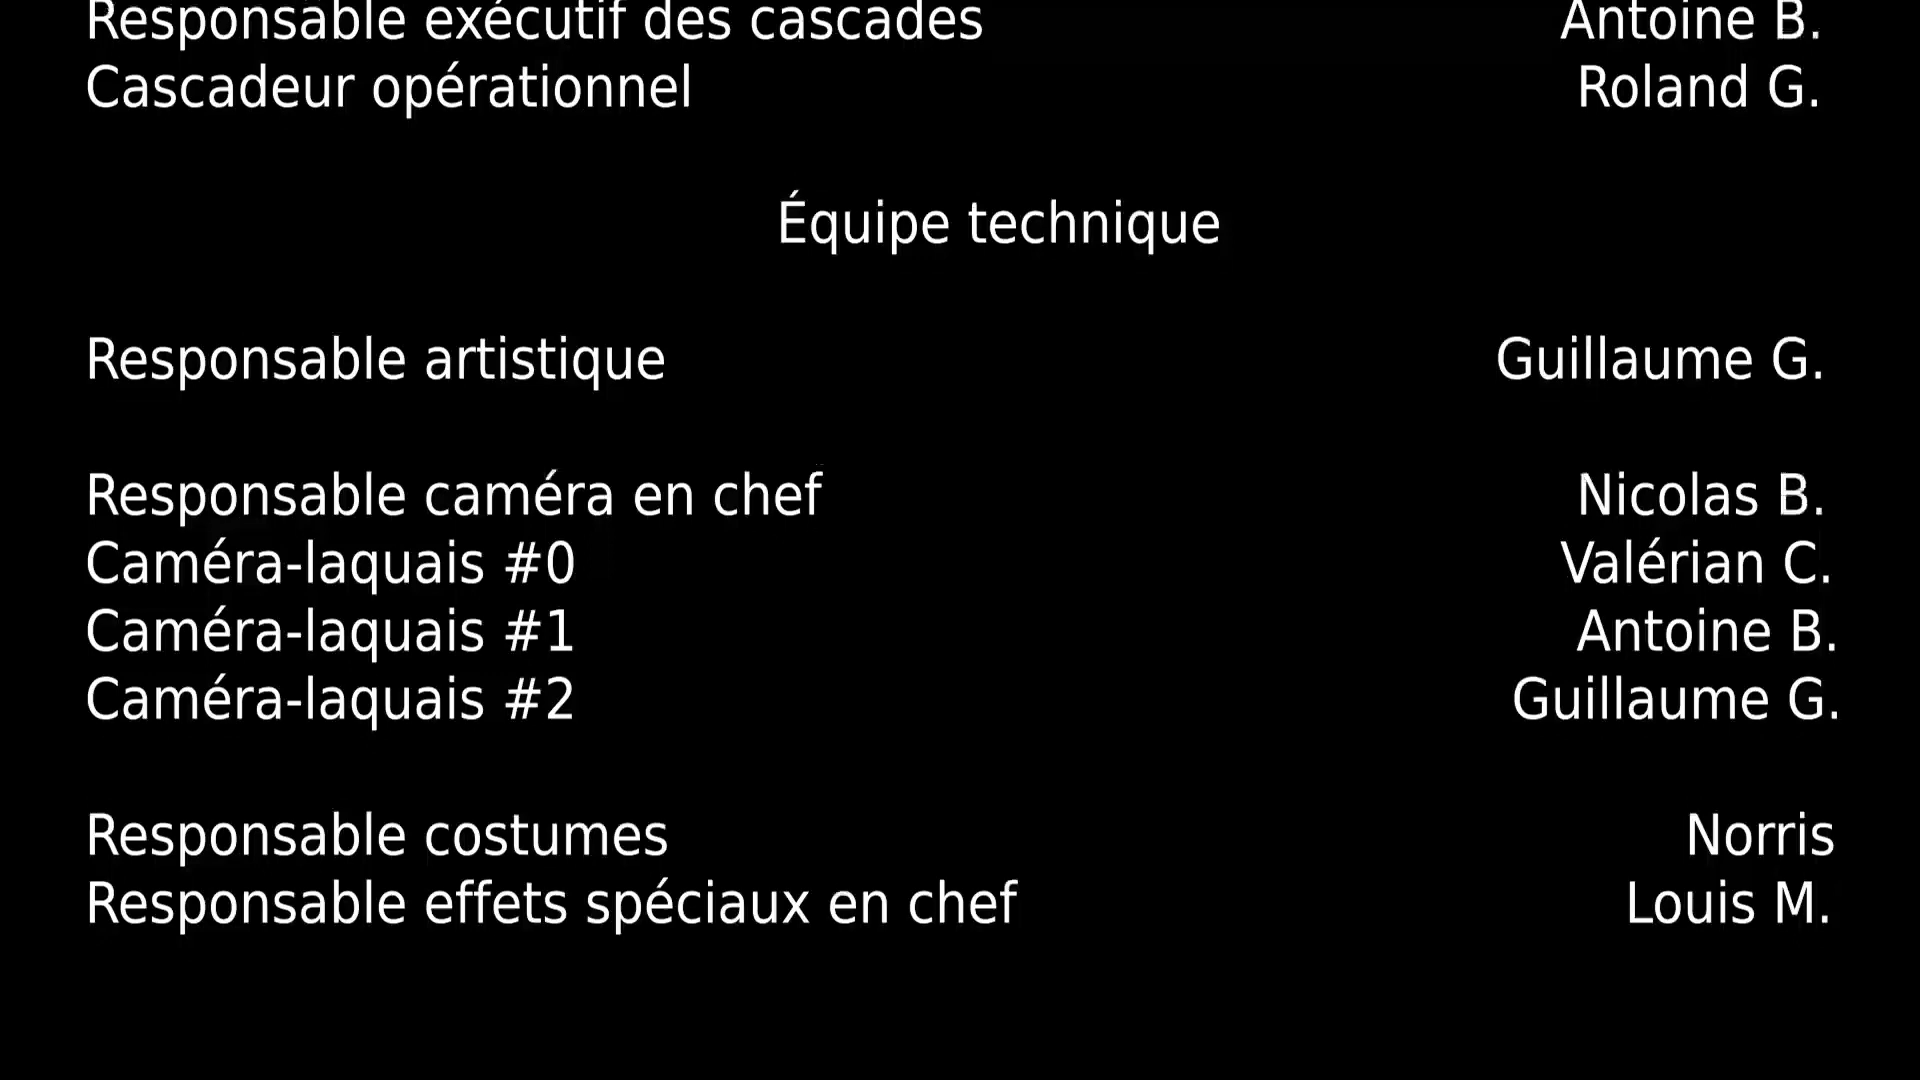 Responsable exécutif des cascades Antoine B.
Cascadeur opérationnel Roland G.
Équipe technique
Responsable artistique Guillaume G.
Responsable caméra en chef Nicolas B.
Caméra-laquais #0 Valérian C.
Caméra-laquais #1 Antoine B.
Caméra-laquais #2 Guillaume G.
Responsable costumes Norris
Responsable effets spéciaux en chef Louis M.